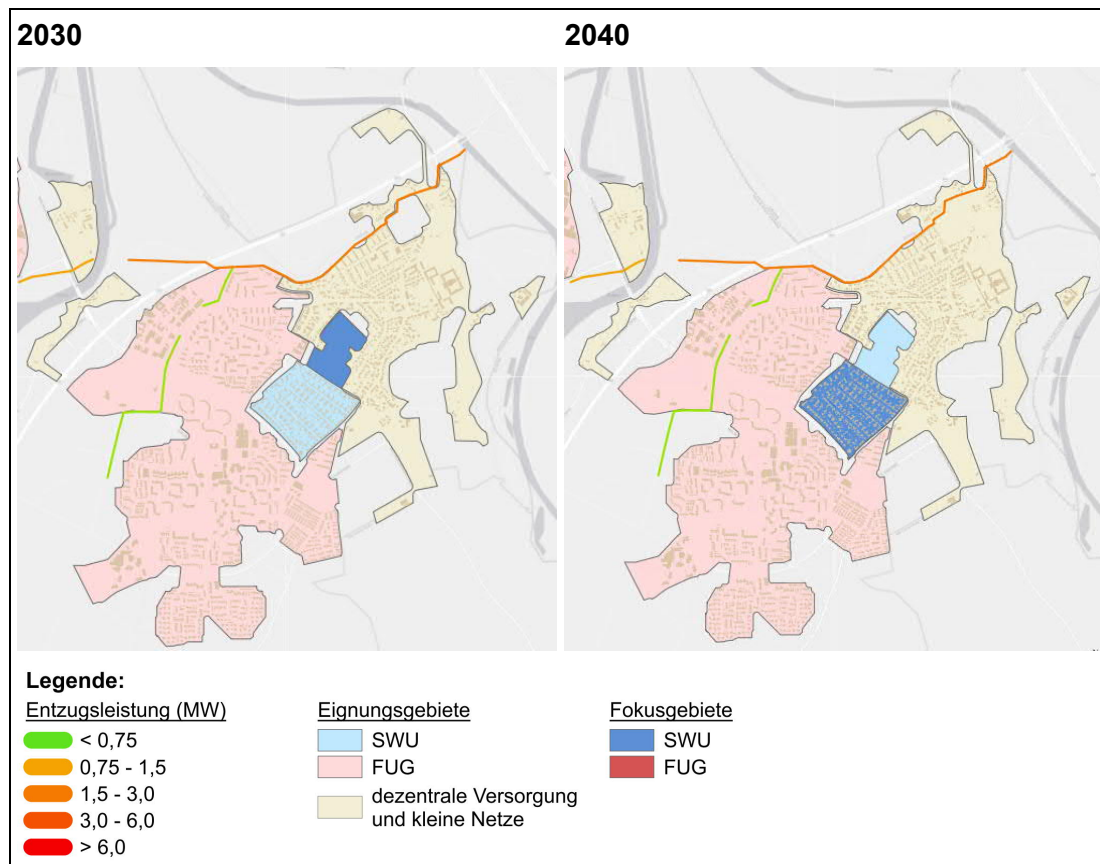 2030
2040
Legende:
Entzugsleistung (MW)
< 0,75
0,75 - 1,5
1,5 - 3,0
3,0 - 6,0
> 6,0
Eignungsgebiete
SWU
FUG
dezentrale Versorgung
und kleine Netze
Fokusgebiete
SWU
FUG